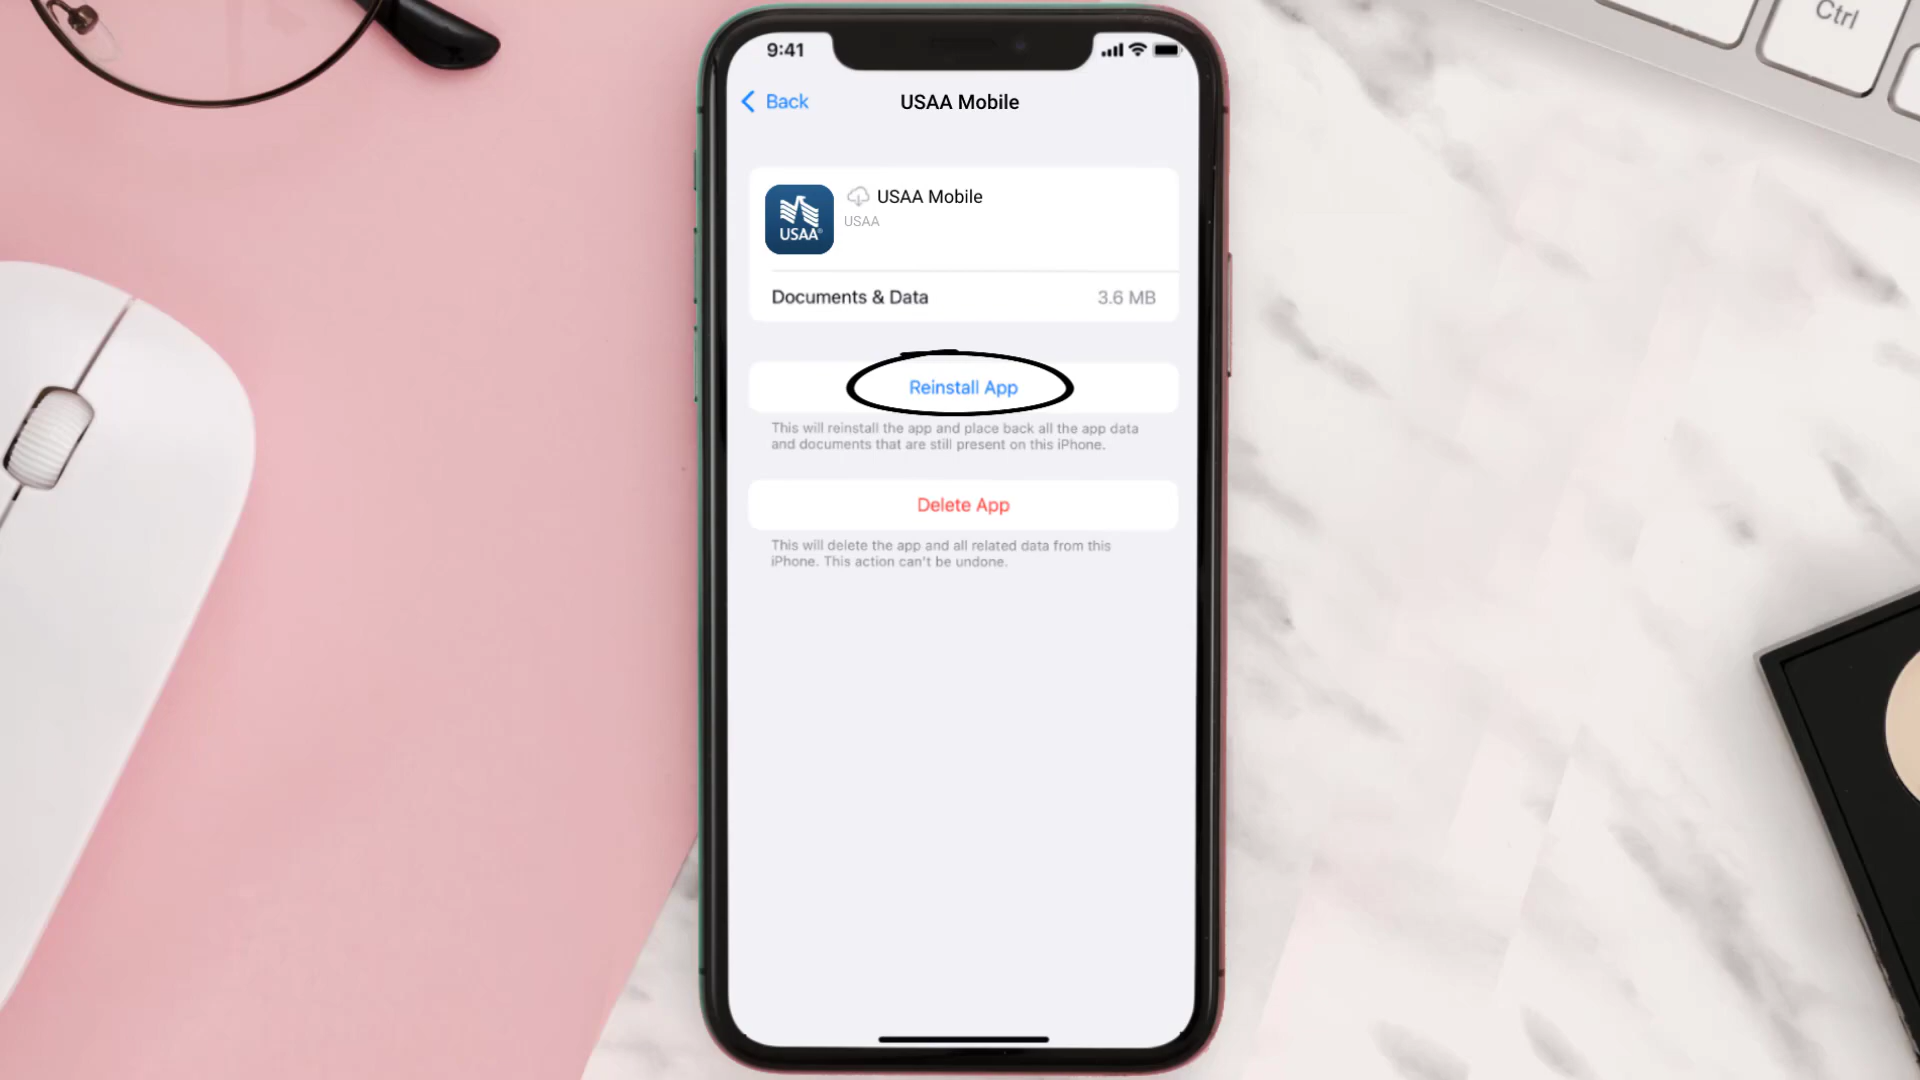 Ctrl
9:41
Back
USAA Mobile
USAA Mobile
USAA
USAA®
Documents & Data
3.6 MB
Reinstall App
This will reinstall the app and place back all the app data
and documents that are still present on this iPhone.
Delete App
This will delete the app and all related data from this
iPhone. This action can't be undone.